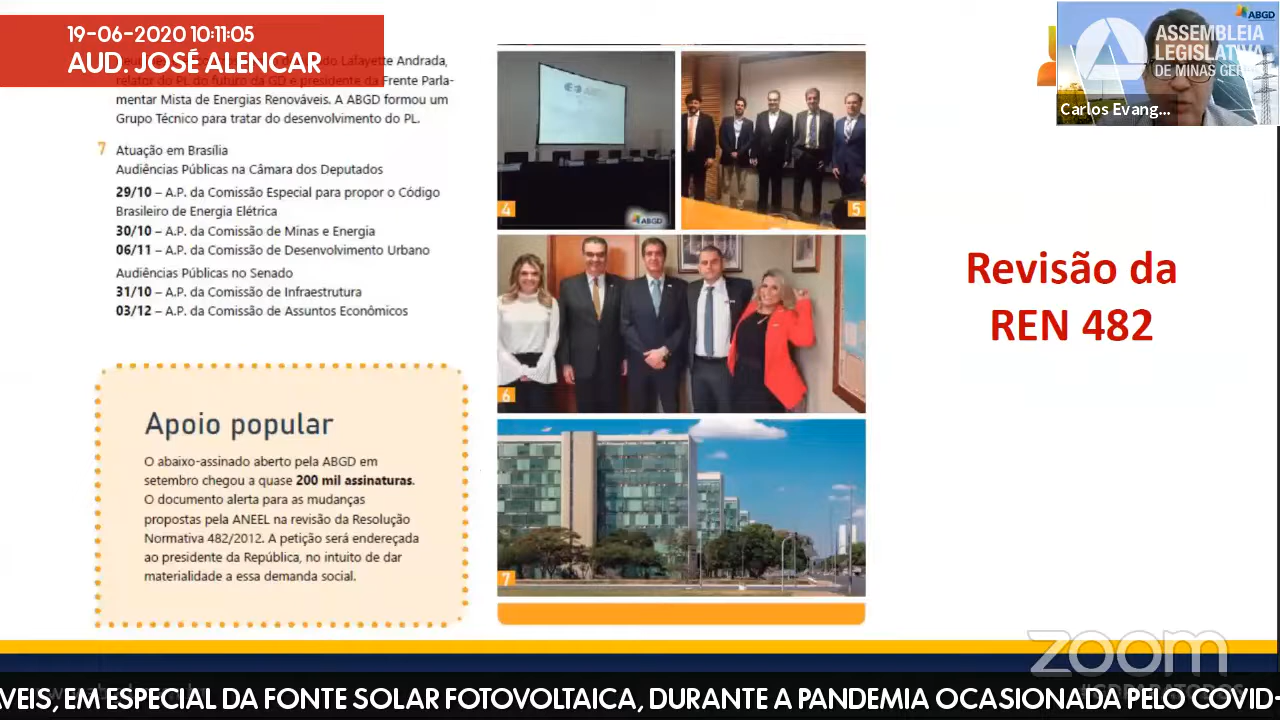 19-06-2020 10:11:05
AUD. JOSÉ ALENCAR
do Lafayette Andrada,
relator do PL do futuro da GD e presidente da Frente Parla-
mentar Mista de Energias Renováveis. A ABGD formou um
Grupo Técnico para tratar do desenvolvimento do PL.
7 Atuação em Brasília
Audiências Públicas na Câmara dos Deputados
29/10 – A.P. da Comissão Especial para propor o Código
Brasileiro de Energia Elétrica
30/10 – A.P. da Comissão de Minas e Energia
06/11 – A.P. da Comissão de Desenvolvimento Urbano
Audiências Públicas no Senado
31/10 – A.P. da Comissão de Infraestrutura
03/12 – A.P. da Comissão de Assuntos Econômicos
Apoio popular
O abaixo-assinado aberto pela ABGD em
setembro chegou a quase 200 mil assinaturas.
O documento alerta para as mudanças
propostas pela ANEEL na revisão da Resolução
Normativa 482/2012. A petição será endereçada
ao presidente da República, no intuito de dar
materialidade a essa demanda social.
4
ABGD
5
6
7
Revisão da
REN 482
ABGD
ASSEMBLEIA
LEGISLATIVA
DE MINAS GERAIS
Carlos Evang...
zoom
VEIS, EM ESPECIAL DA FONTE SOLAR FOTOVOLTAICA, DURANTE A PANDEMIA OCASIONADA PELO COVID-